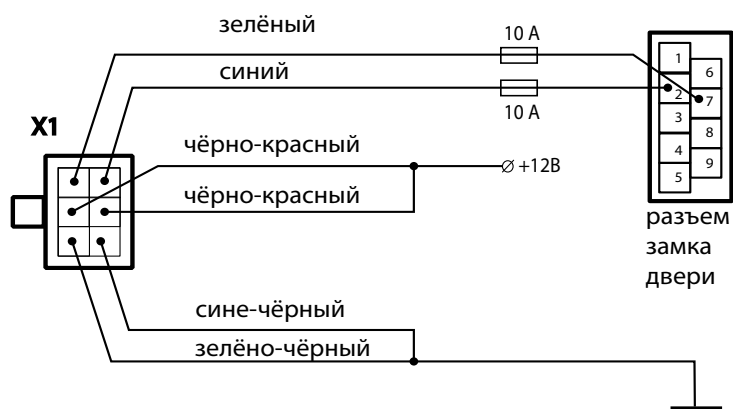 зелёный
10 А
синий
10 А
X1
чёрно-красный
+12В
чёрно-красный
1
2
3
4
5
6
7
8
9
разъем
замка
двери
сине-чёрный
зелёно-чёрный